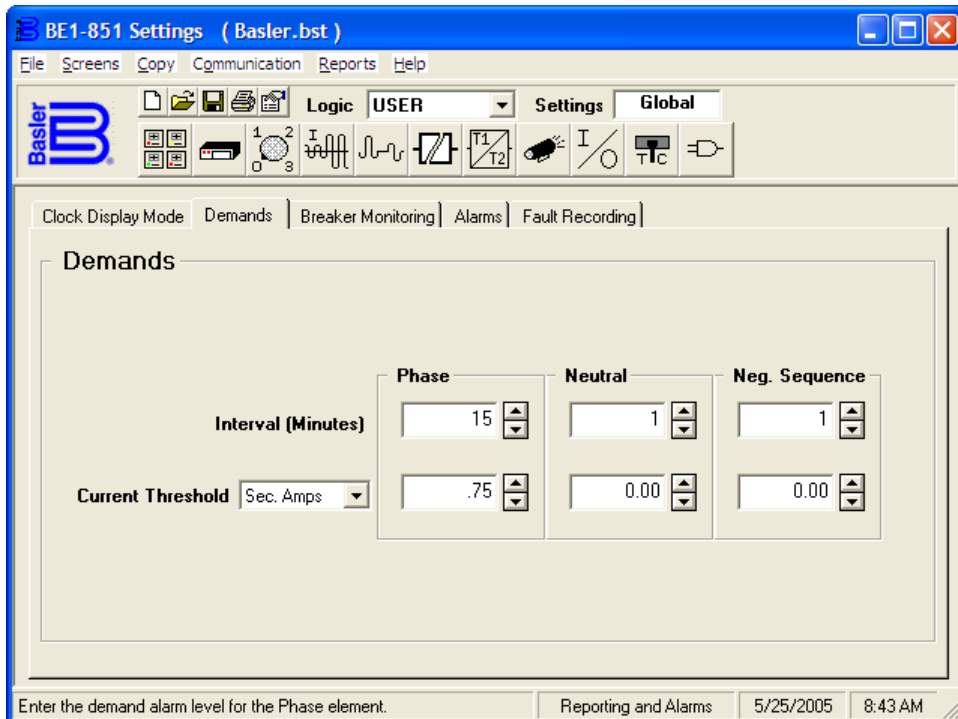 BE1-851 Settings ( Basler.bst )
File Screens Copy Communication Reports Help
Basler
Logic USER Settings Global
1 2 0 3 I T1 T2 I O T C
Clock Display Mode Demands Breaker Monitoring Alarms Fault Recording
Demands
Phase Neutral Neg. Sequence
Interval (Minutes) 15 1 1
Current Threshold Sec. Amps .75 0.00 0.00
Enter the demand alarm level for the Phase element. Reporting and Alarms 5/25/2005 8:43 AM